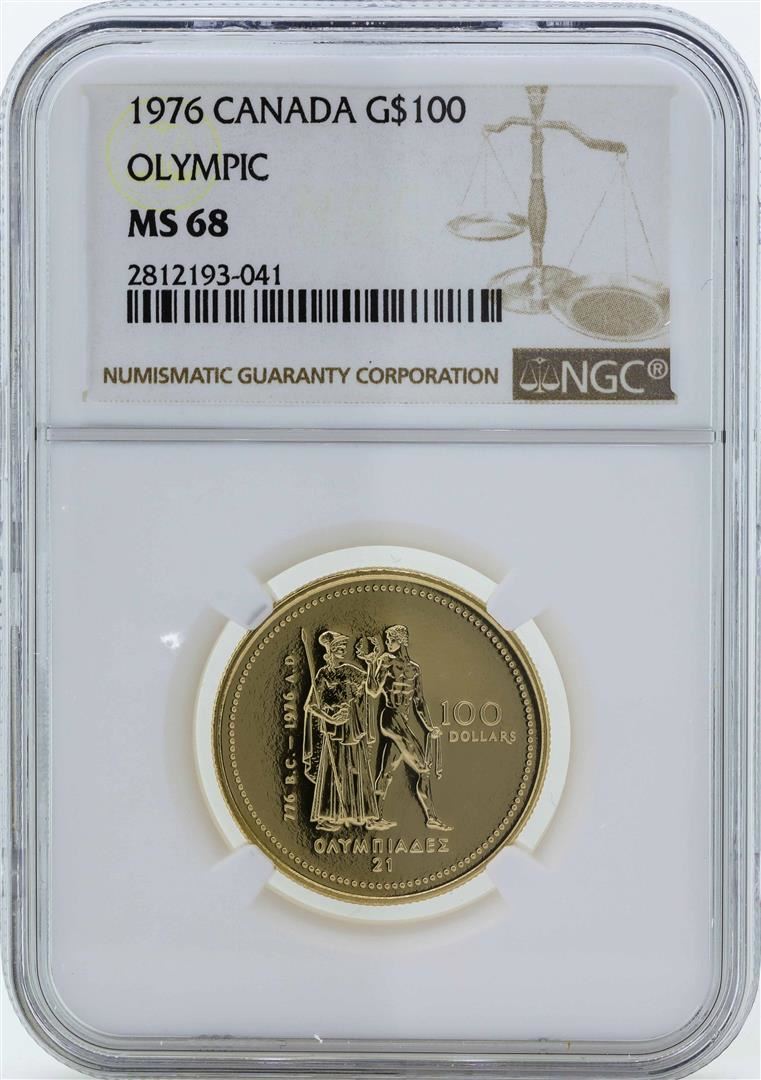 1976 CANADA G$100
OLYMPIC
MS 68
2812193-041
NUMISMATIC GUARANTY CORPORATION
NGC®
776 B.C. – 1976 A.D.
100
DOLLARS
ΟΛΥΜΠΙΑΔΕΣ
21